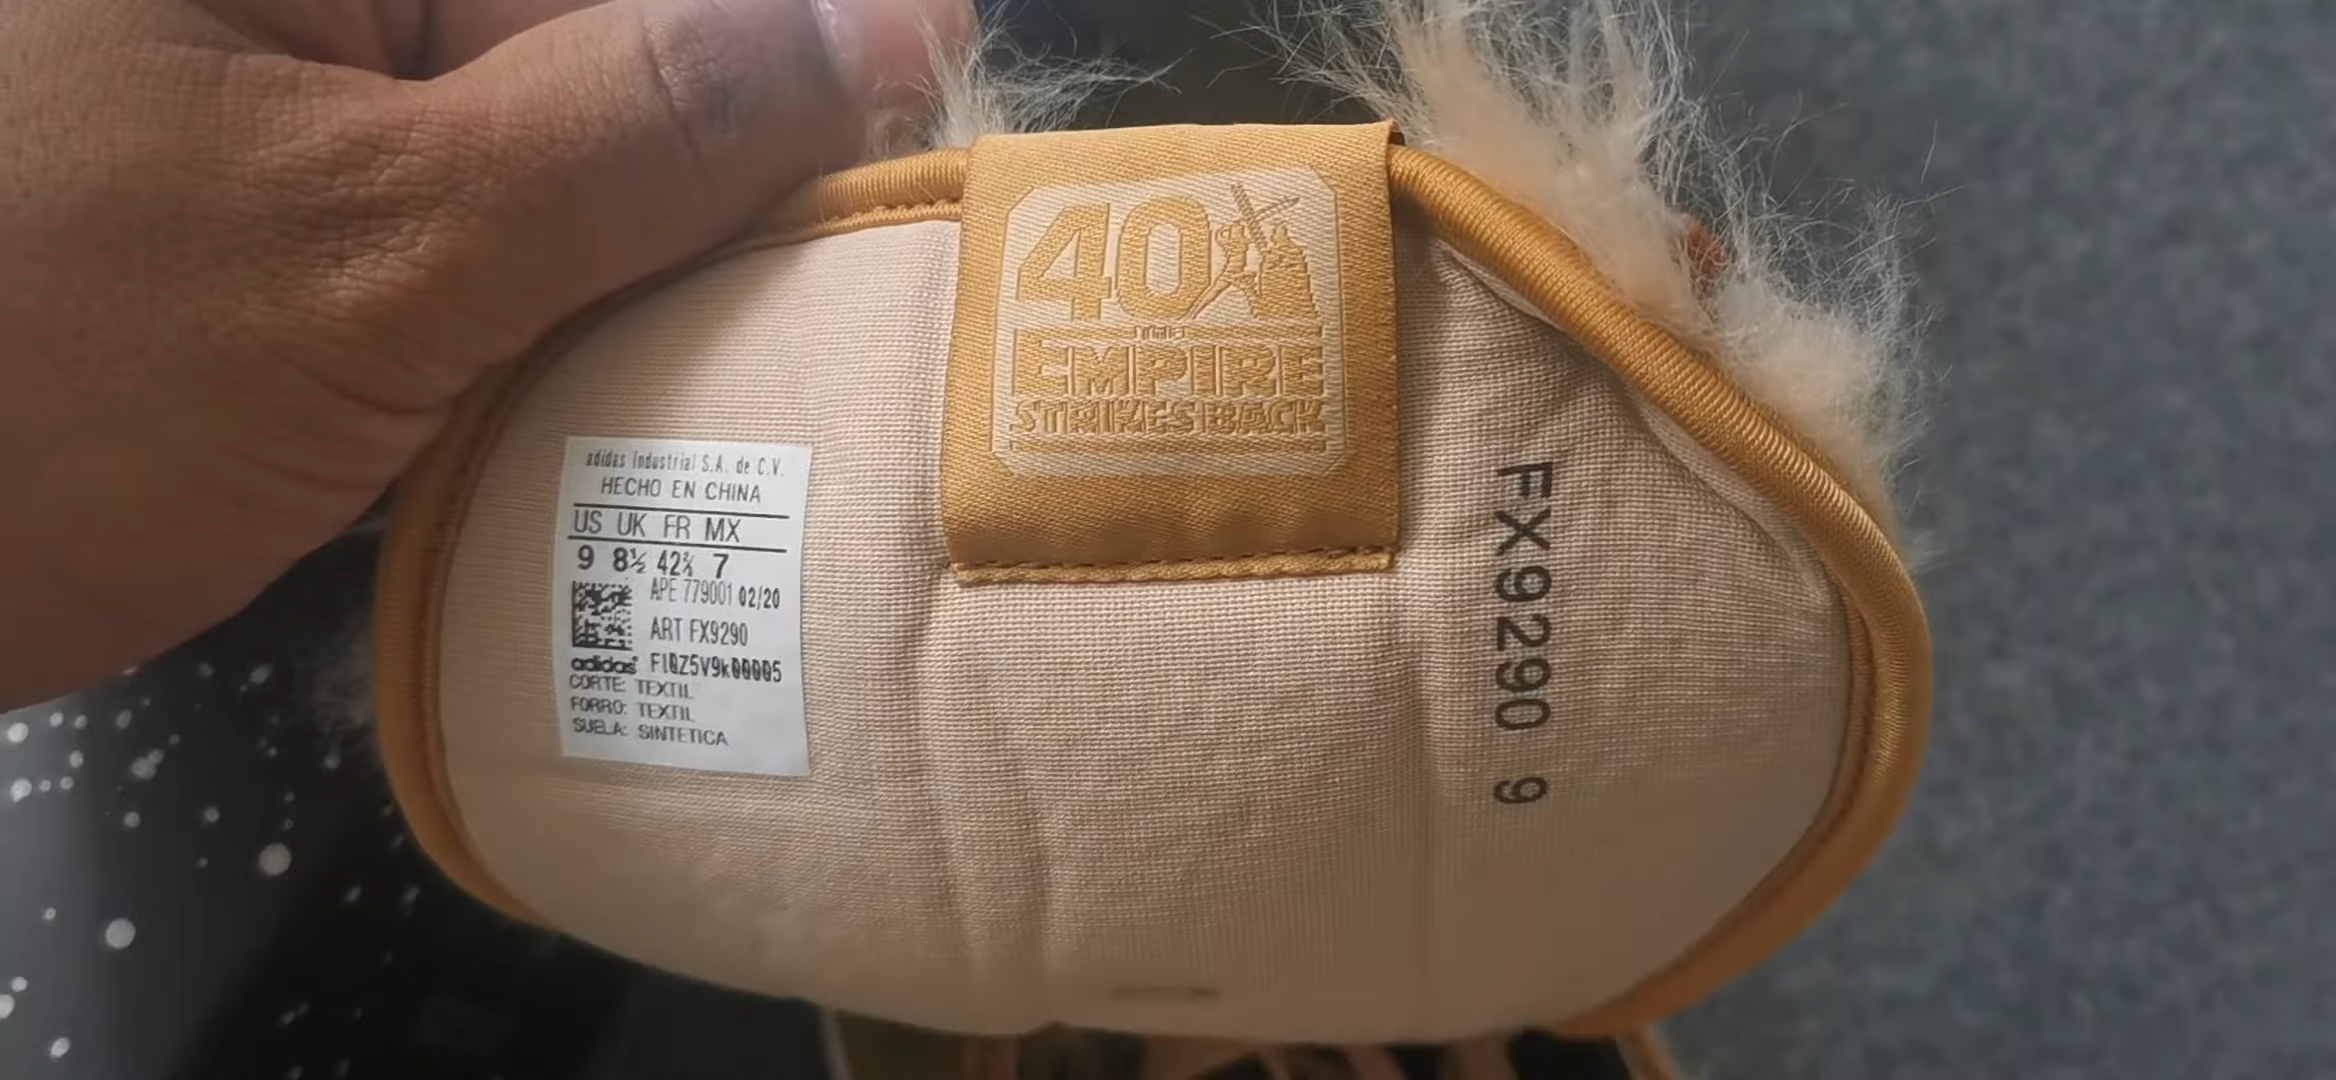 40
THE
EMPIRE
STRIKES BACK
adidas Industrial S.A. de C.V.
HECHO EN CHINA
US UK FR MX
9 8½ 42⅔ 7
APE 779001 02/20
ART FX9290
adidas
CORTE: TEXTIL
FORRO: TEXTIL
SUELA: SINTETICA
FX9290 9